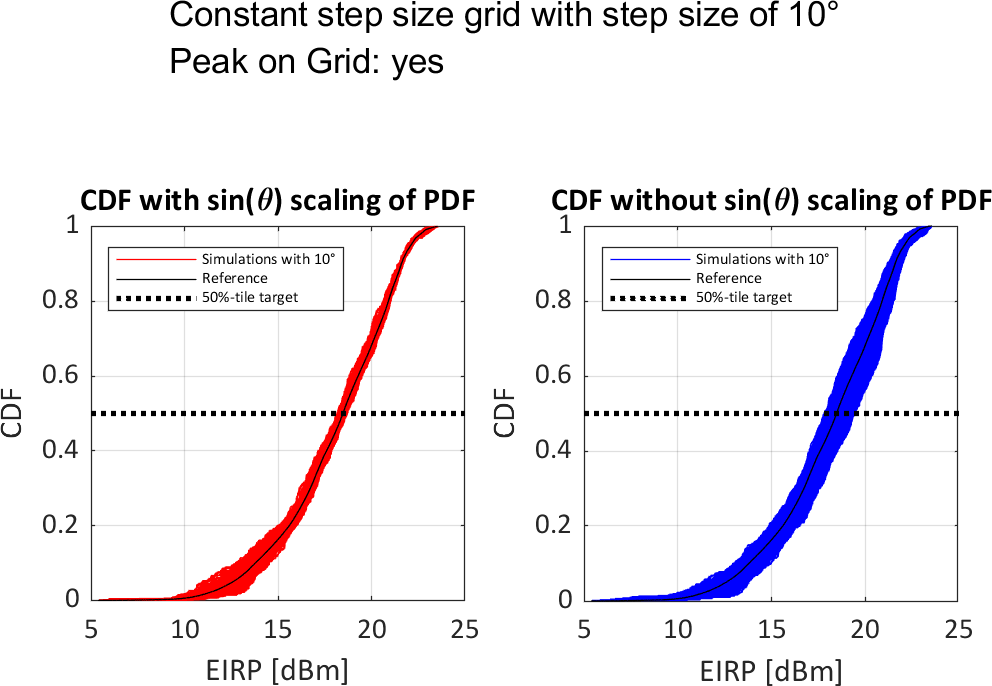 Constant step size grid with step size of 10°
Peak on Grid: yes
CDF with sin(θ) scaling of PDF
1
0.8
0.6
0.4
0.2
0
CDF
Simulations with 10°
Reference
50%-tile target
5
10
15
20
25
EIRP [dBm]
CDF without sin(θ) scaling of PDF
1
0.8
0.6
0.4
0.2
0
CDF
Simulations with 10°
Reference
50%-tile target
5
10
15
20
25
EIRP [dBm]